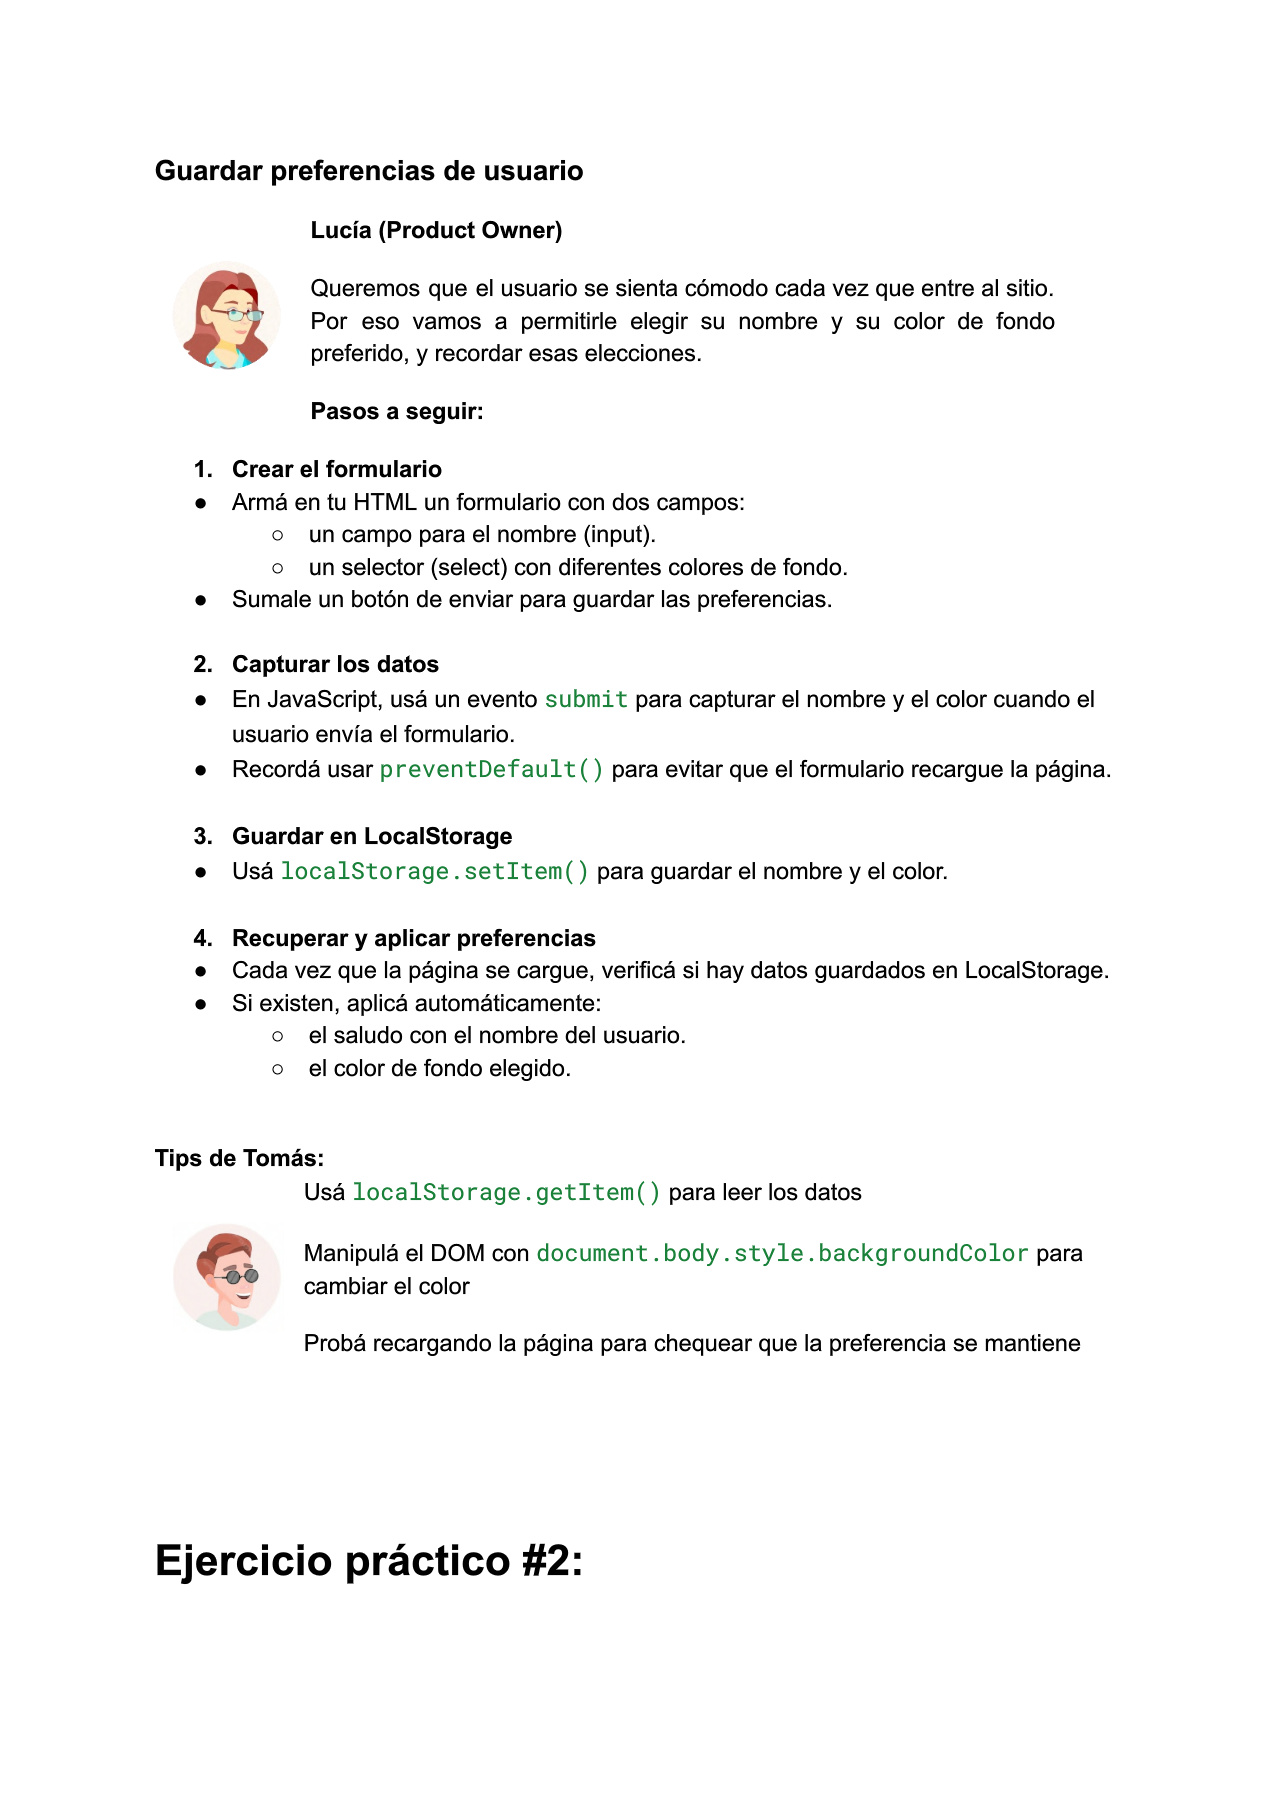 Guardar preferencias de usuario
Lucía (Product Owner)
Queremos que el usuario se sienta cómodo cada vez que entre al sitio.
Por eso vamos a permitirle elegir su nombre y su color de fondo
preferido, y recordar esas elecciones.
Pasos a seguir:
1. Crear el formulario
● Armá en tu HTML un formulario con dos campos:
○ un campo para el nombre (input).
○ un selector (select) con diferentes colores de fondo.
● Sumale un botón de enviar para guardar las preferencias.
2. Capturar los datos
● En JavaScript, usá un evento submit para capturar el nombre y el color cuando el
usuario envía el formulario.
● Recordá usar preventDefault() para evitar que el formulario recargue la página.
3. Guardar en LocalStorage
● Usá localStorage.setItem() para guardar el nombre y el color.
4. Recuperar y aplicar preferencias
● Cada vez que la página se cargue, verificá si hay datos guardados en LocalStorage.
● Si existen, aplicá automáticamente:
○ el saludo con el nombre del usuario.
○ el color de fondo elegido.
Tips de Tomás:
Usá localStorage.getItem() para leer los datos
Manipulá el DOM con document.body.style.backgroundColor para
cambiar el color
Probá recargando la página para chequear que la preferencia se mantiene
Ejercicio práctico #2: